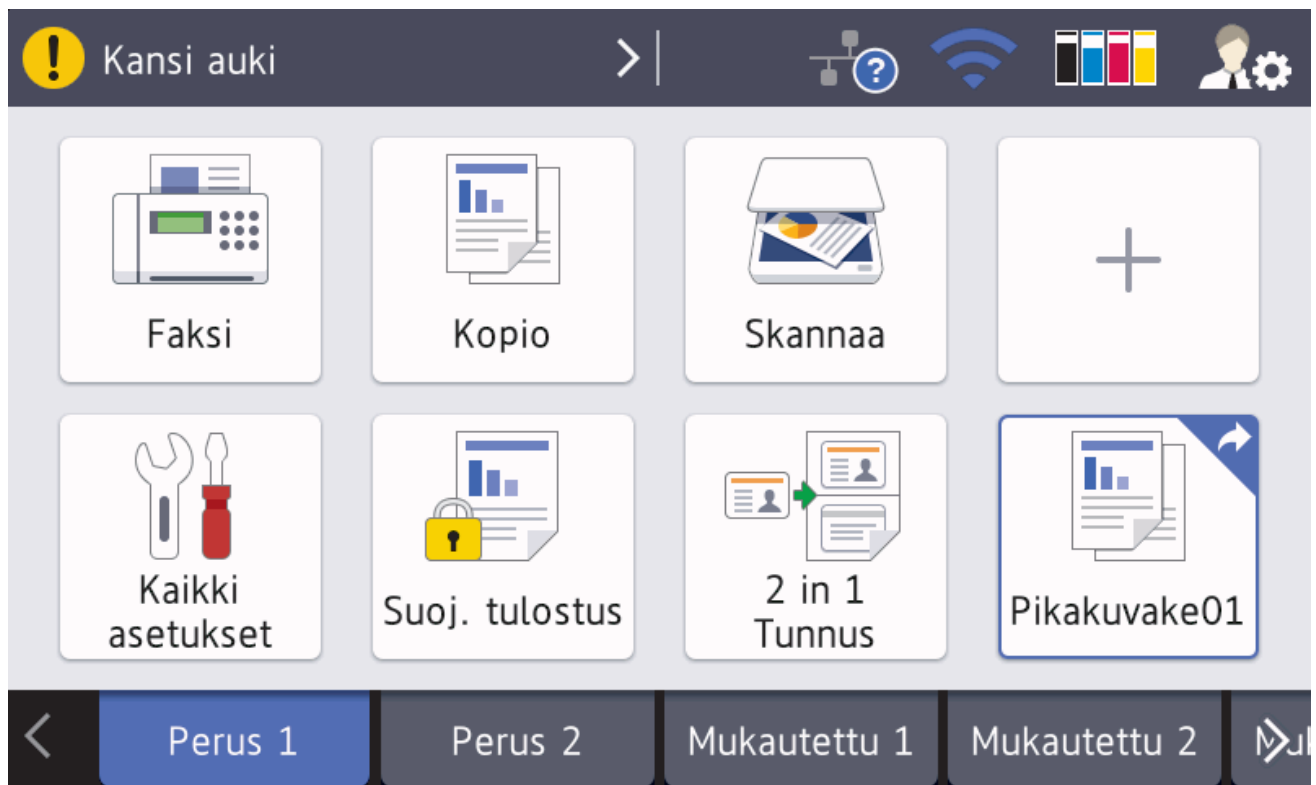 Kansi auki
Faksi
Kopio
Skannaa
Kaikki
asetukset
Suoj. tulostus
2 in 1
Tunnus
Pikakuvake01
Perus 1
Perus 2
Mukautettu 1
Mukautettu 2